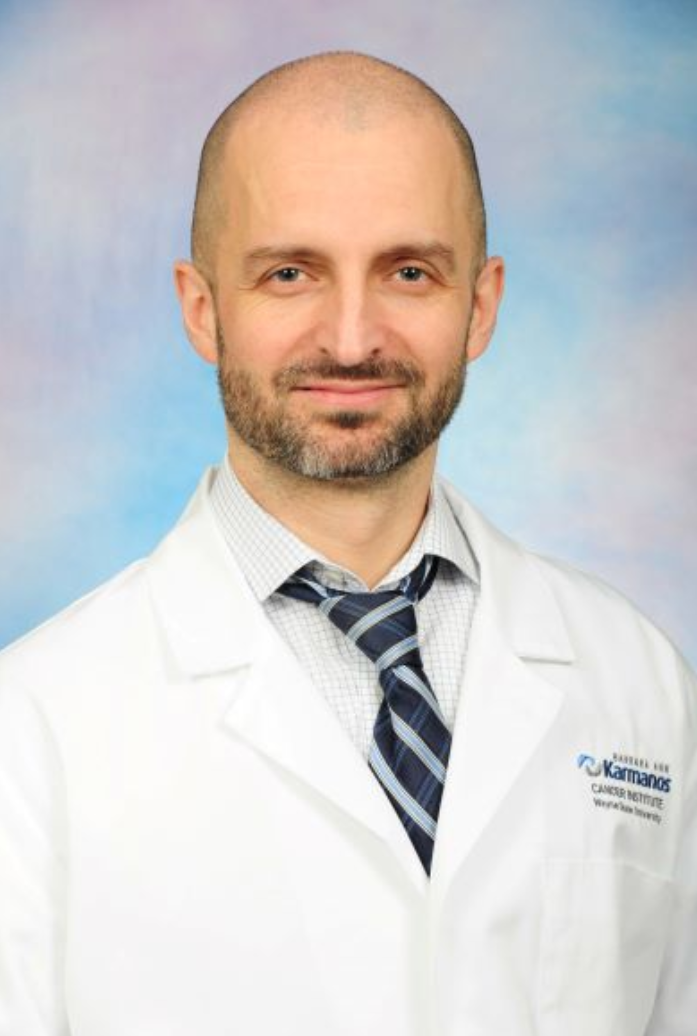 BARBARA ANN
Karmanos
CANCER INSTITUTE
Wayne State University